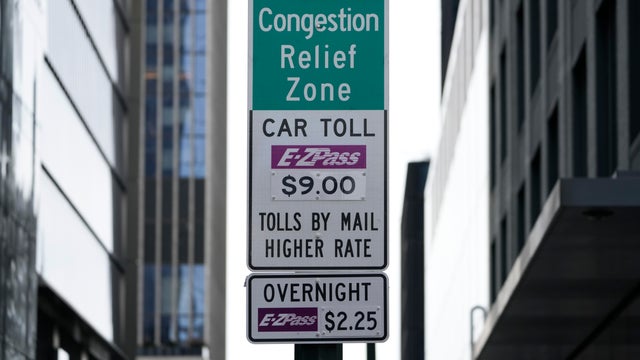 Congestion
Relief
Zone
CAR TOLL
E-ZPass
$9.00
TOLLS BY MAIL
HIGHER RATE
OVERNIGHT
E-ZPass $2.25